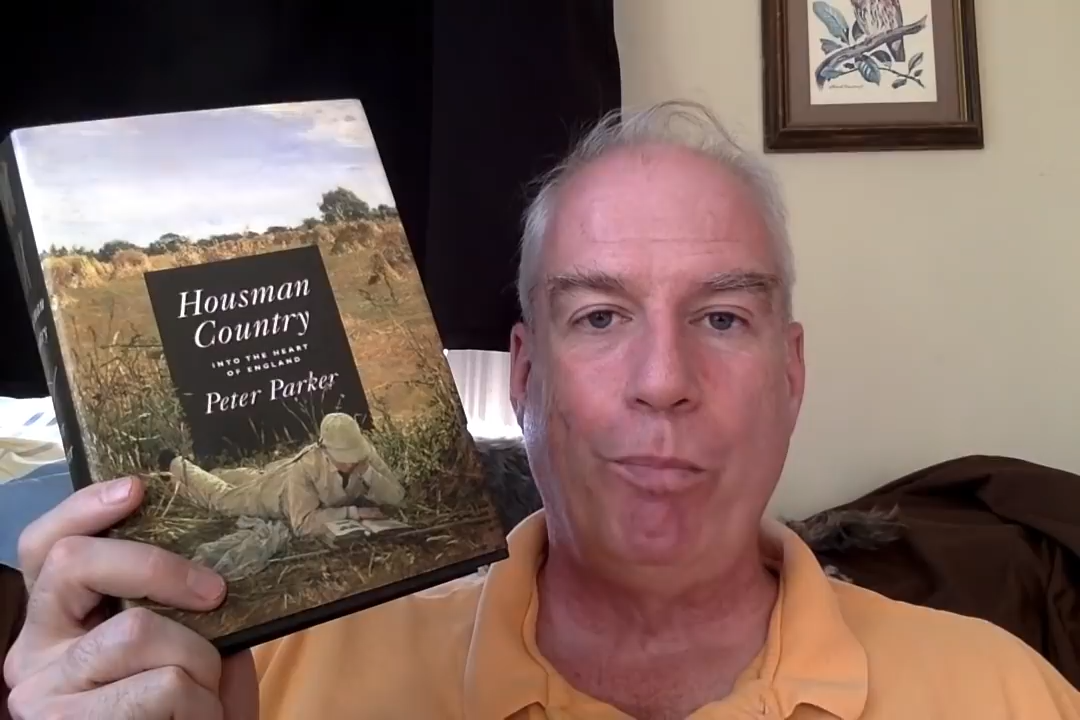 Housman
Country
INTO THE HEART
OF ENGLAND
Peter Parker